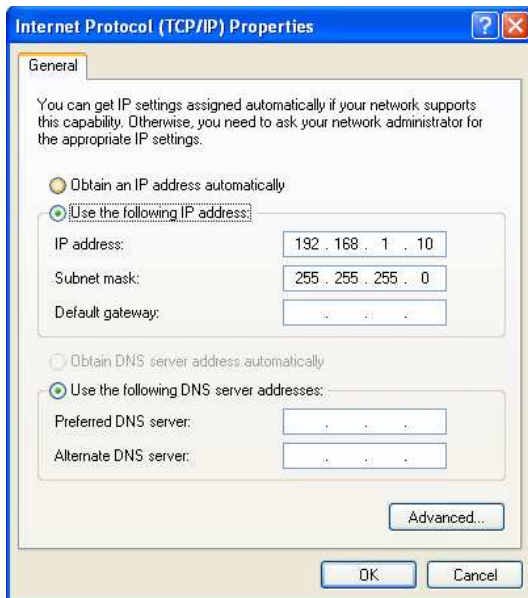 Internet Protocol (TCP/IP) Properties
General
You can get IP settings assigned automatically if your network supports
this capability. Otherwise, you need to ask your network administrator for
the appropriate IP settings.
Obtain an IP address automatically
Use the following IP address:
IP address: 192 . 168 . 1 . 10
Subnet mask: 255 . 255 . 255 . 0
Default gateway: . . .
Obtain DNS server address automatically
Use the following DNS server addresses:
Preferred DNS server: . . .
Alternate DNS server: . . .
Advanced...
OK Cancel